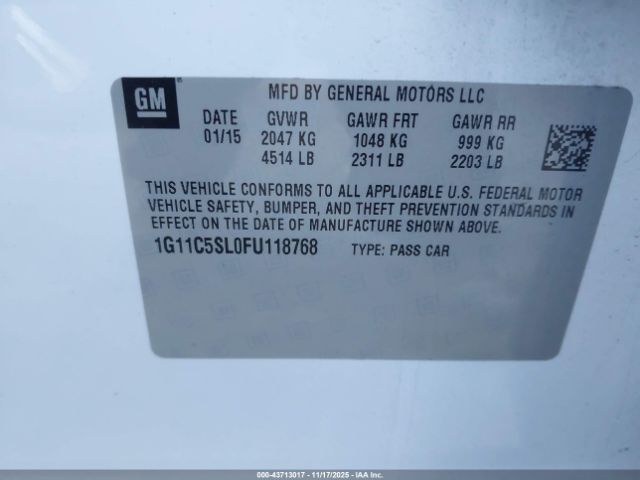 GM
MFD BY GENERAL MOTORS LLC
DATE GVWR GAWR FRT GAWR RR
01/15 2047 KG 1048 KG 999 KG
4514 LB 2311 LB 2203 LB
THIS VEHICLE CONFORMS TO ALL APPLICABLE U.S. FEDERAL MOTOR
VEHICLE SAFETY, BUMPER, AND THEFT PREVENTION STANDARDS IN
EFFECT ON THE DATE OF MANUFACTURE SHOWN ABOVE.
1G11C5SL0FU118768 TYPE: PASS CAR
000-43713017 - 11/17/2025 - IAA Inc.